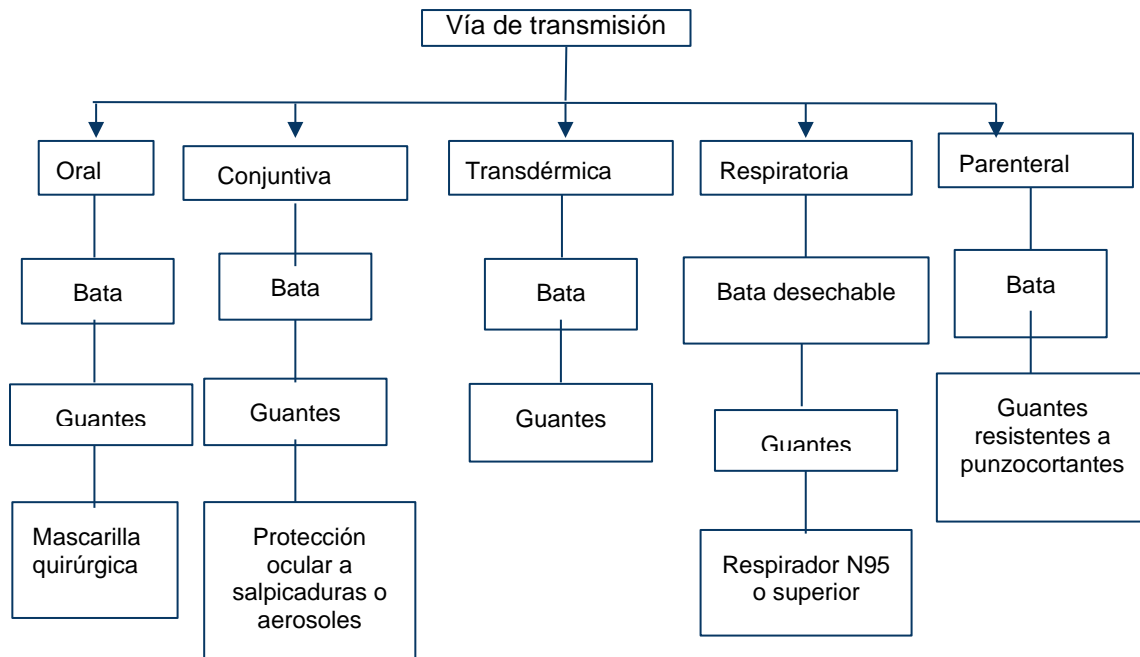 Vía de transmisión
Oral
Conjuntiva
Transdérmica
Respiratoria
Parenteral
Bata
Bata
Bata
Bata desechable
Bata
Guantes
Guantes
Guantes
Guantes
Guantes
resistentes a
punzocortantes
Mascarilla
quirúrgica
Protección
ocular a
salpicaduras o
aerosoles
Respirador N95
o superior